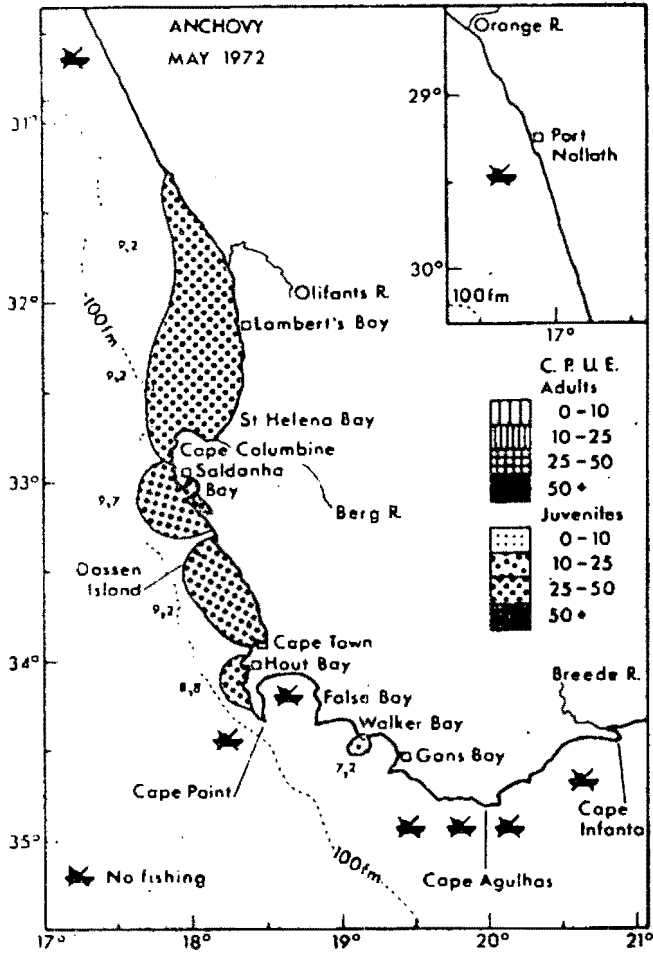 ANCHOVY
MAY 1972
Orange R.
29°
Port
Nolloth
30°
100fm
17°
31°
9,2
Olifants R.
32°
100fm
Lambert's Bay
9,2
C. P. U. E.
Adults
0-10
10-25
25-50
50+
Juveniles
0-10
10-25
25-50
50+
St Helena Bay
Cape Columbine
Saldanha
Bay
33°
9,7
Berg R.
Dassen
Island
9,2
Cape Town
34°
Hout Bay
8,8
Breede R.
False Bay
Walker Bay
7,2
Gans Bay
Cape Point
Cape
Infanta
35°
100fm
No fishing
Cape Agulhas
17°
18°
19°
20°
21°